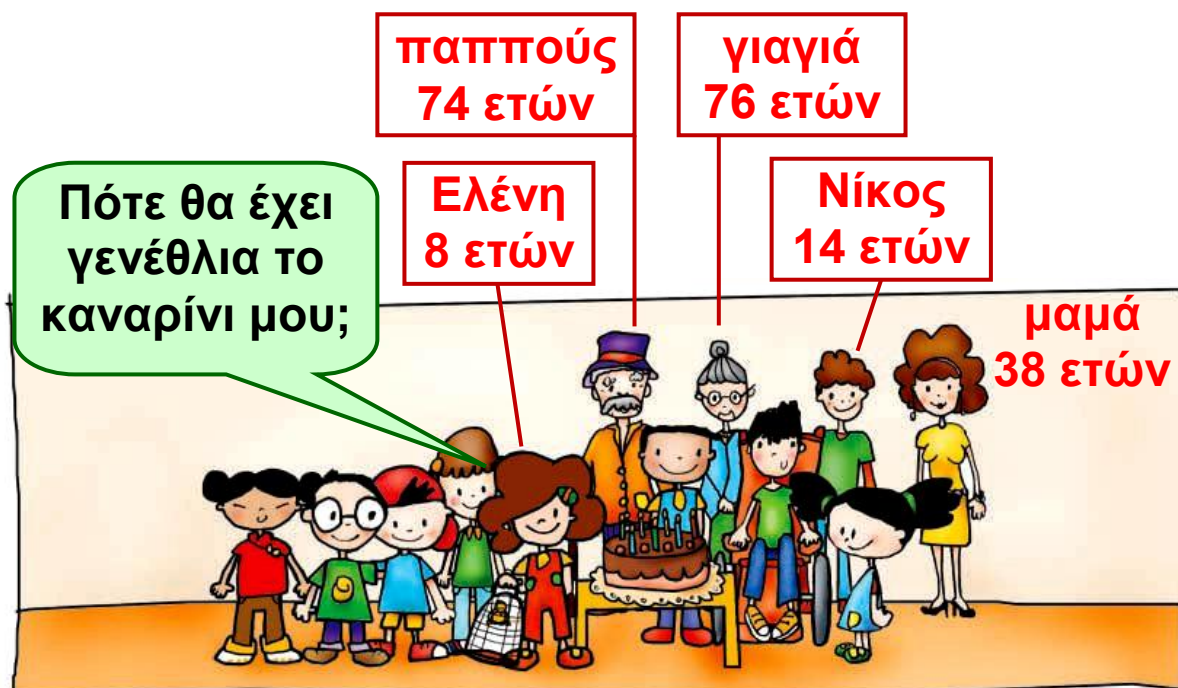 παππούς
74 ετών
γιαγιά
76 ετών
Πότε θα έχει
γενέθλια το
καναρίνι μου;
Ελένη
8 ετών
Νίκος
14 ετών
μαμά
38 ετών